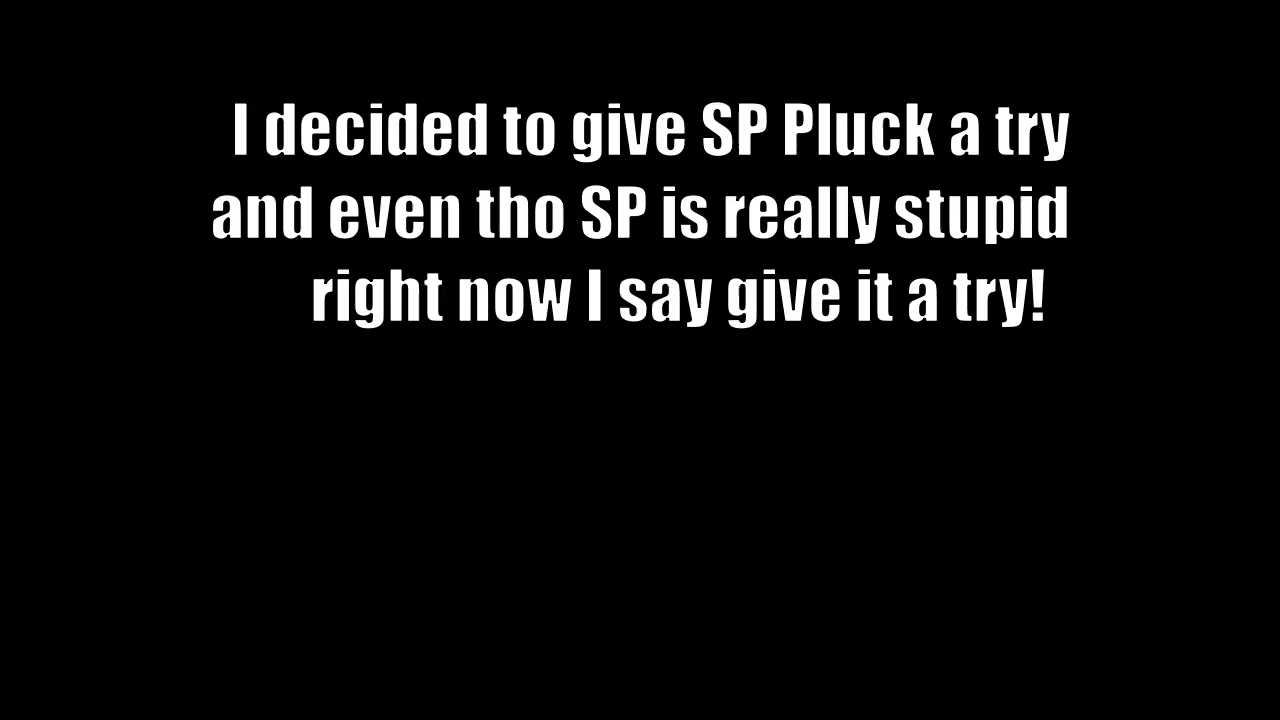 I decided to give SP Pluck a try
and even tho SP is really stupid
right now I say give it a try!